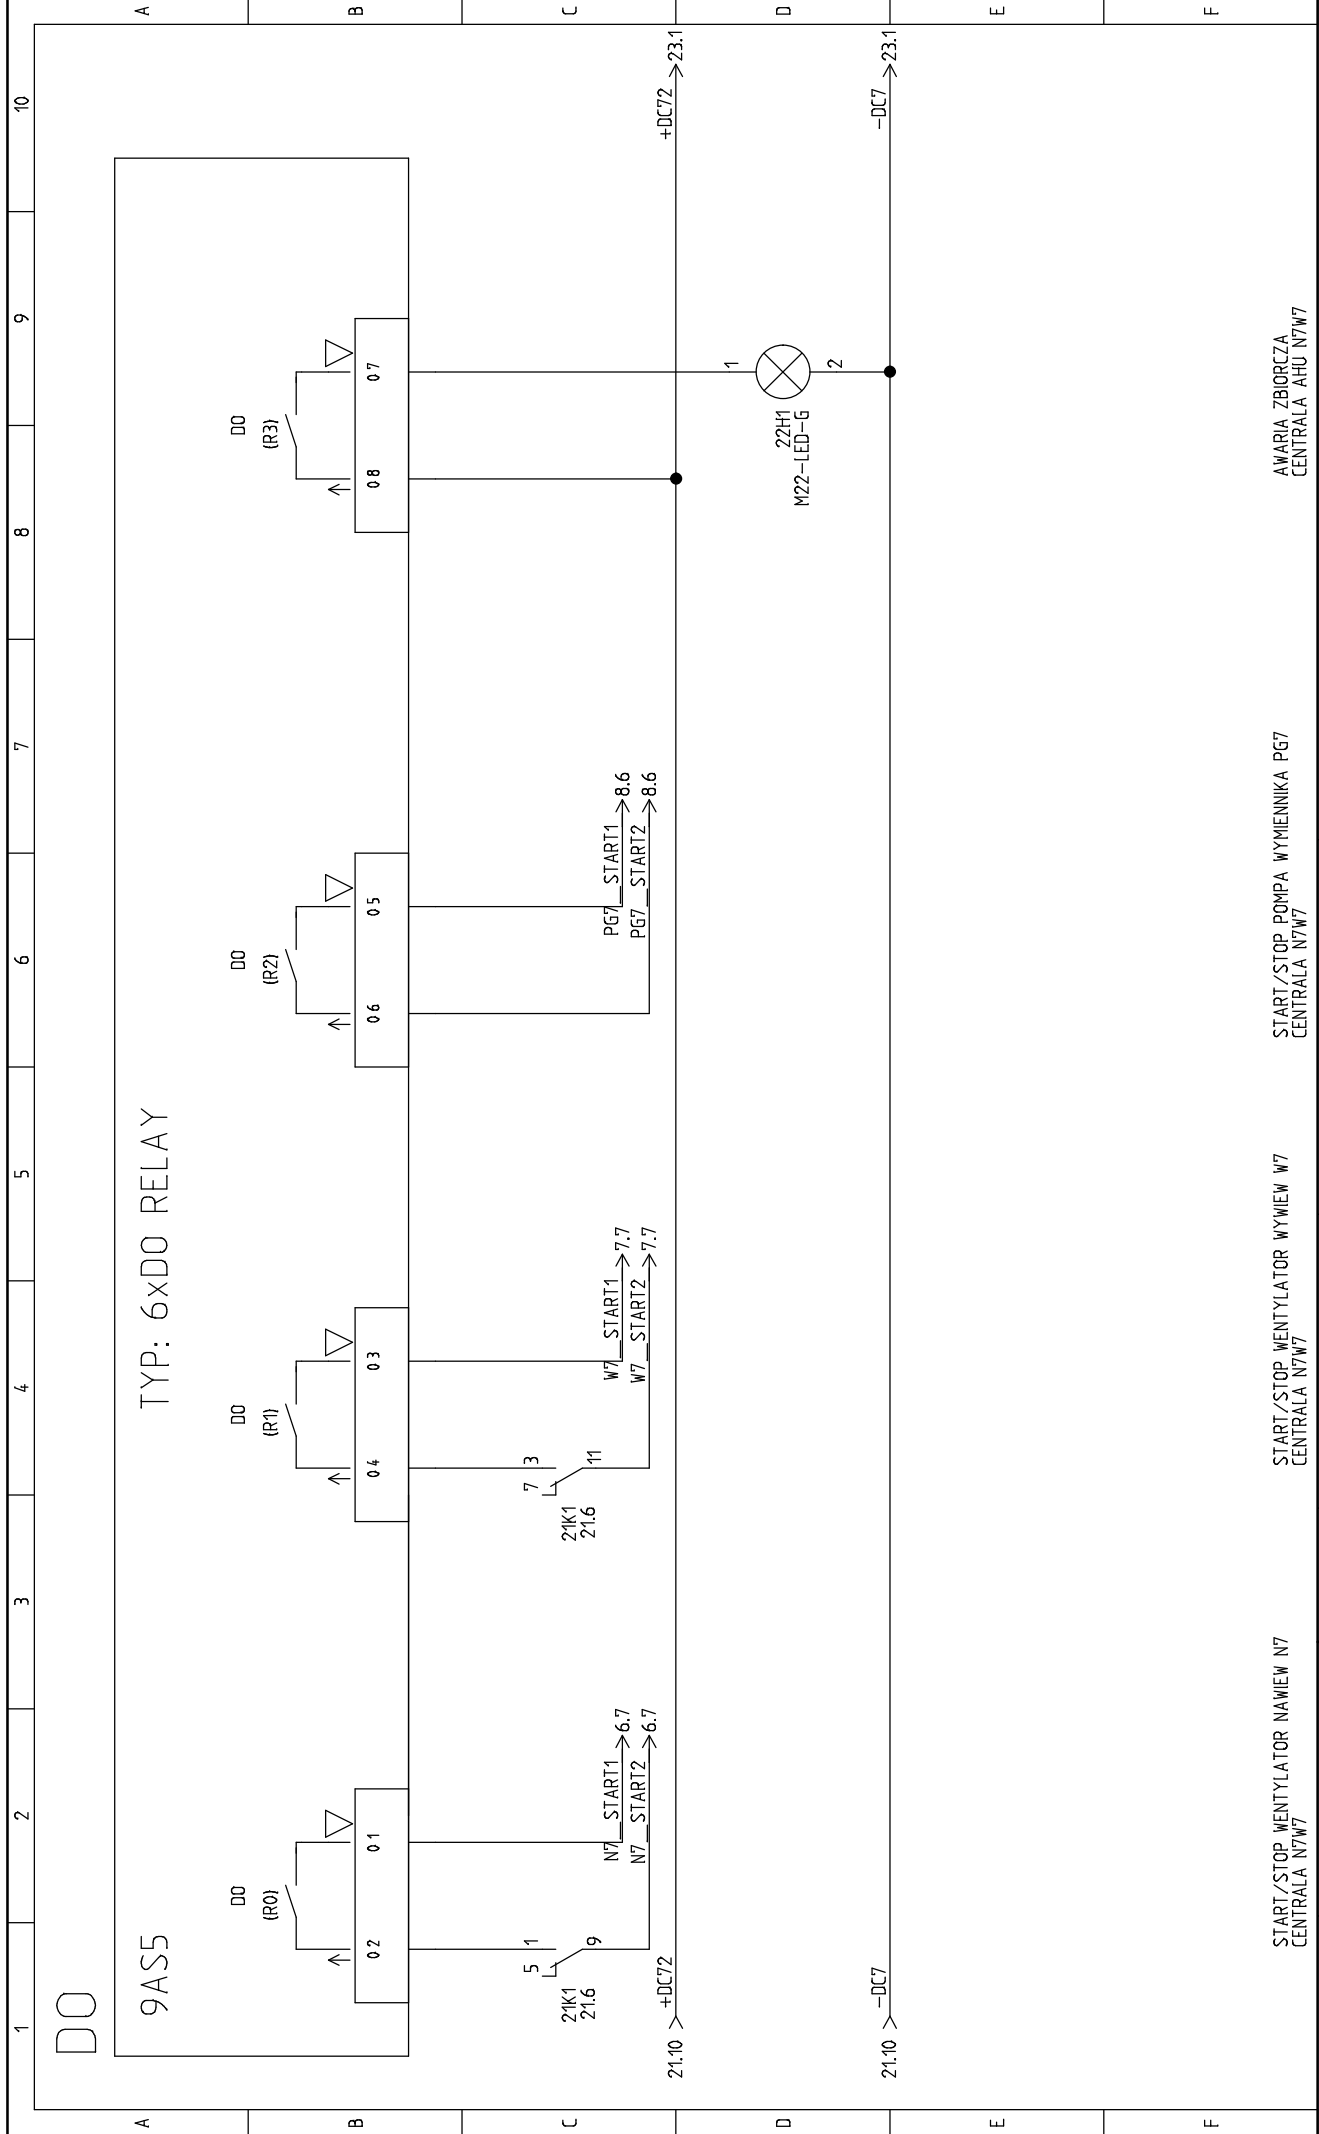 1 2 3 4 5 6 7 8 9 10
A
A
B
B
C
C
D
D
E
E
F
F
DO
9AS5
TYP: 6xDO RELAY
DO
(R0)
02
01
DO
(R1)
04
03
DO
(R2)
06
05
DO
(R3)
08
07
5 1
21K1
21.6
9
N7_START1 6.7
N7_START2 6.7
7 3
21K1
21.6
11
W7_START1 7.7
W7_START2 7.7
PG7_START1 8.6
PG7_START2 8.6
21.10 +DC72
+DC72 23.1
1
22H1
M22-LED-G
2
21.10 -DC7
-DC7 23.1
START/STOP WENTYLATOR NAWIEW N7
CENTRALA N7W7
START/STOP WENTYLATOR WYWIEW W7
CENTRALA N7W7
START/STOP POMPA WYMIENNIKA PG7
CENTRALA N7W7
AWARIA ZBIORCZA
CENTRALA AHU N7W7